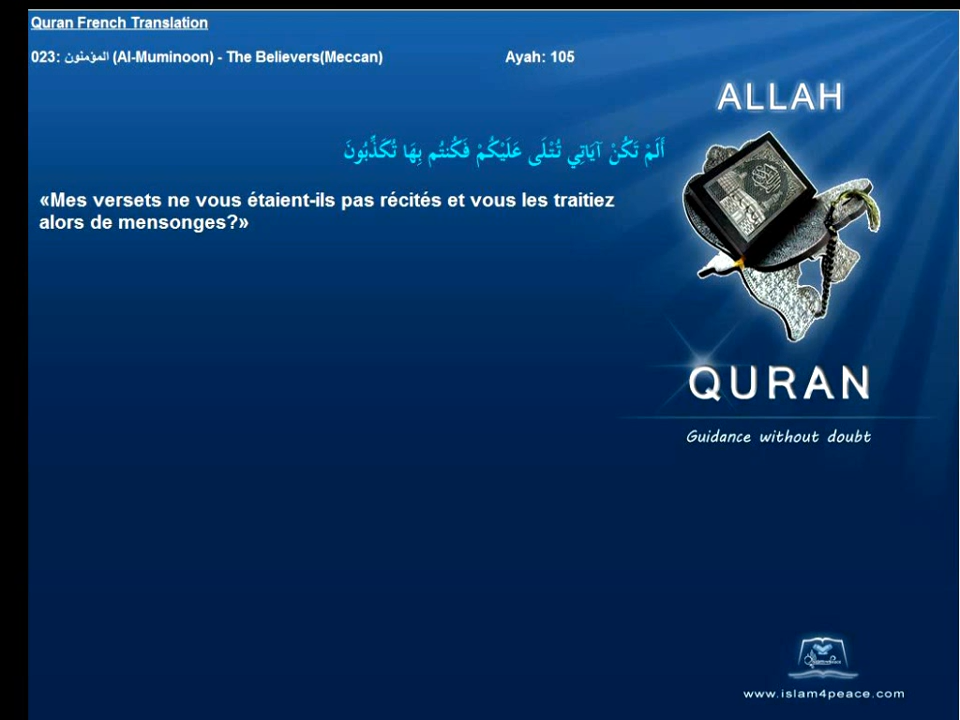 Quran French Translation
023: المؤمنون (Al-Muminoon) - The Believers(Meccan) Ayah: 105
ALLAH
أَلَمْ تَكُنْ آيَاتِي تُتْلَى عَلَيْكُمْ فَكُنتُم بِهَا تُكَذِّبُونَ
«Mes versets ne vous étaient-ils pas récités et vous les traitiez
alors de mensonges?»
QURAN
Guidance without doubt
www.islam4peace.com